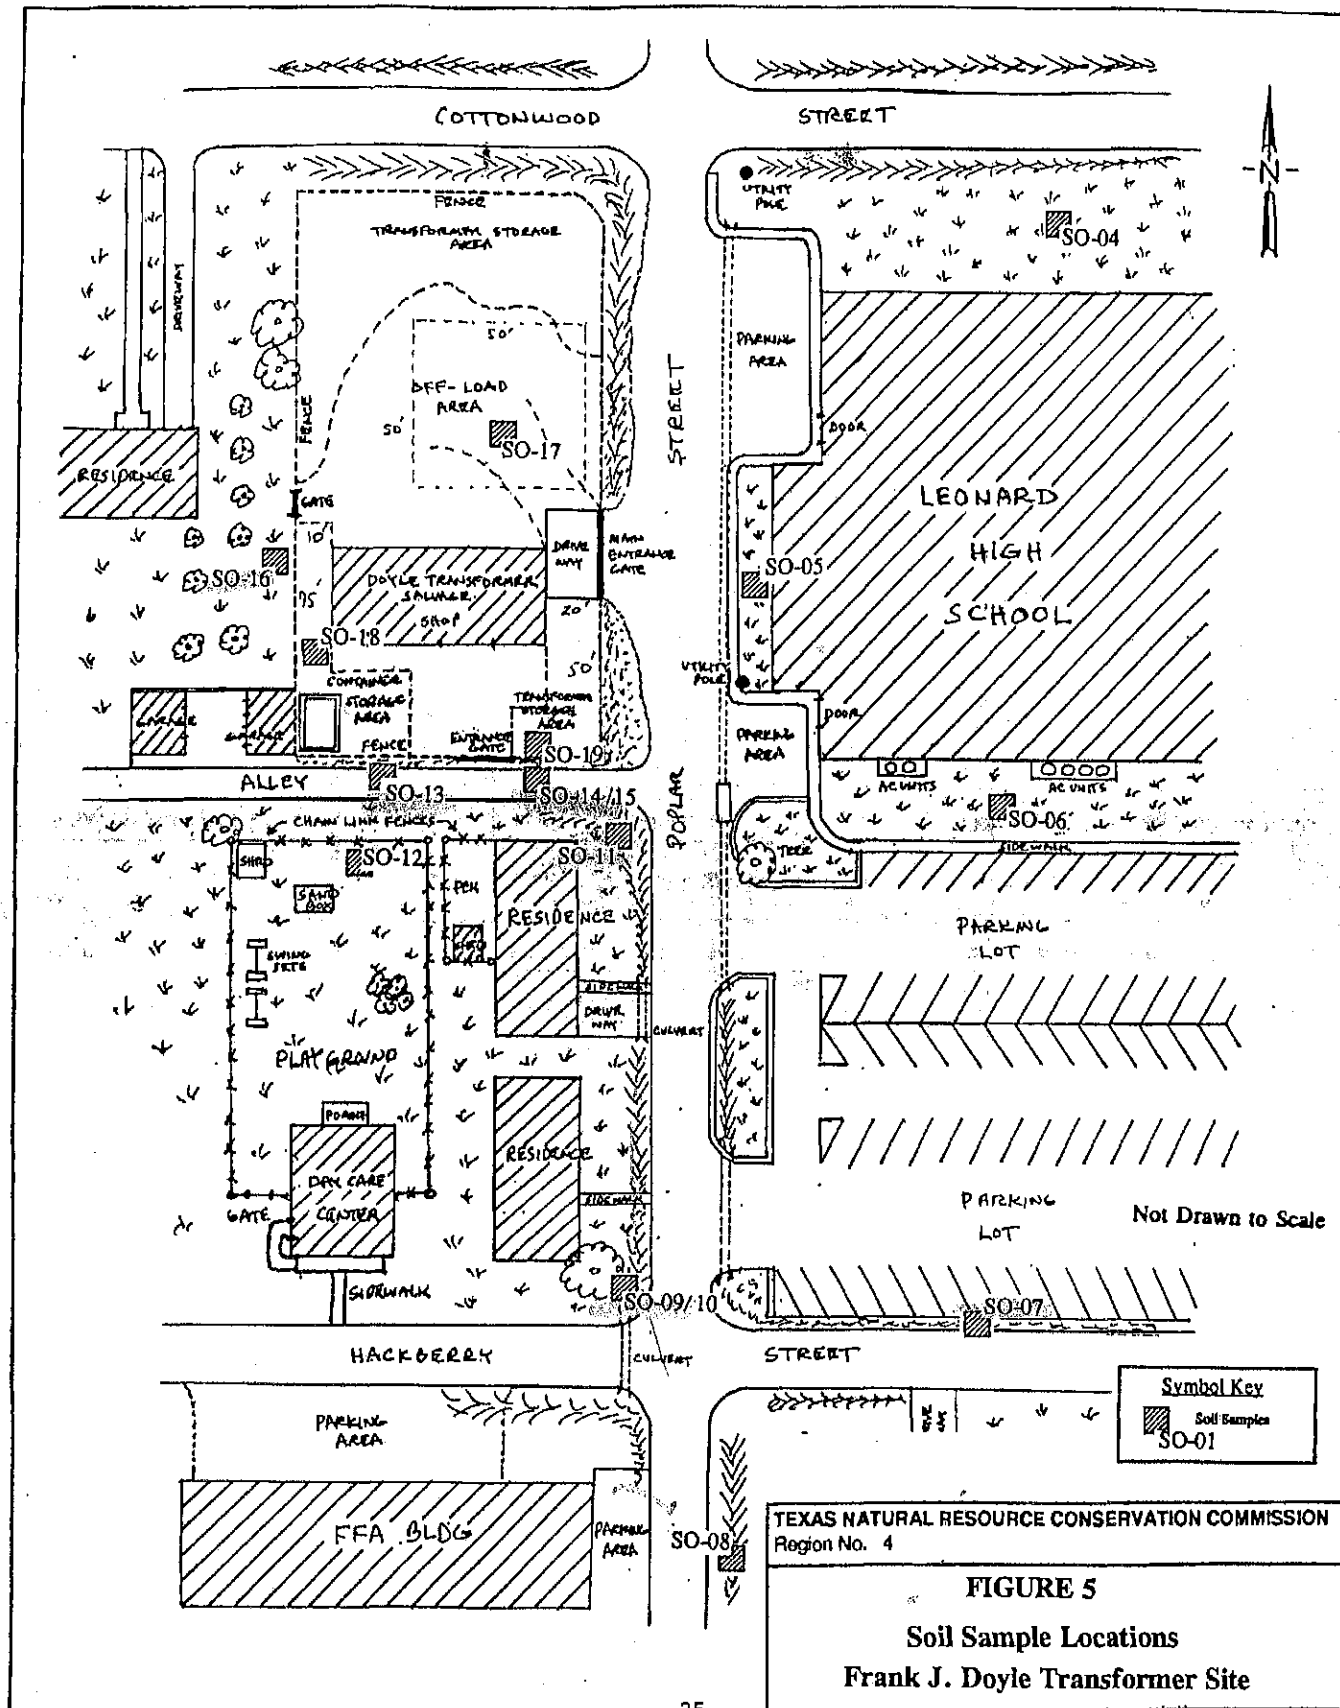 COTTONWOOD STREET
N
UTILITY
POLE
SO-04
FENCE
TRANSFORMER STORAGE
AREA
DRIVEWAY
50'
PARKING
AREA
OFF-LOAD
AREA
50'
FENCE
SO-17
STREET
DOOR
RESIDENCE
GATE
LEONARD
HIGH
SCHOOL
10'
DRIVE
WAY
MAIN
ENTRANCE
GATE
SO-16
75
DOYLE TRANSFORMER
SALVAGE
SHOP
SO-05
20'
SO-18
50'
UTILITY
POLE
CONTAINER
STORAGE
AREA
TRANSFORMER
STORAGE
AREA
DOOR
GARAGE
GARAGE
FENCE
ENTRANCE
GATE
PARKING
AREA
SO-19
ALLEY
SO-13
SO-14/15
POPLAR
AC UNITS
AC UNITS
SO-06
CHAIN LINK FENCES
SO-11
SO-12
TREE
SIDEWALK
SHED
PEN
SAND
BOX
RESIDENCE
SHED
PARKING
LOT
SWING
SETS
SIDEWALK
DRIVE
WAY
CULVERT
PLAYGROUND
PORCH
RESIDENCE
DAY CARE
CENTER
GATE
SIDEWALK
PARKING
LOT
Not Drawn to Scale
SIDEWALK
SO-09/10
SO-07
HACKBERRY
CULVERT
STREET
Symbol Key
Soil Samples
SO-01
PARKING
AREA
FFA BLDG
PARKING
AREA
SO-08
TEXAS NATURAL RESOURCE CONSERVATION COMMISSION
Region No. 4
FIGURE 5
Soil Sample Locations
Frank J. Doyle Transformer Site